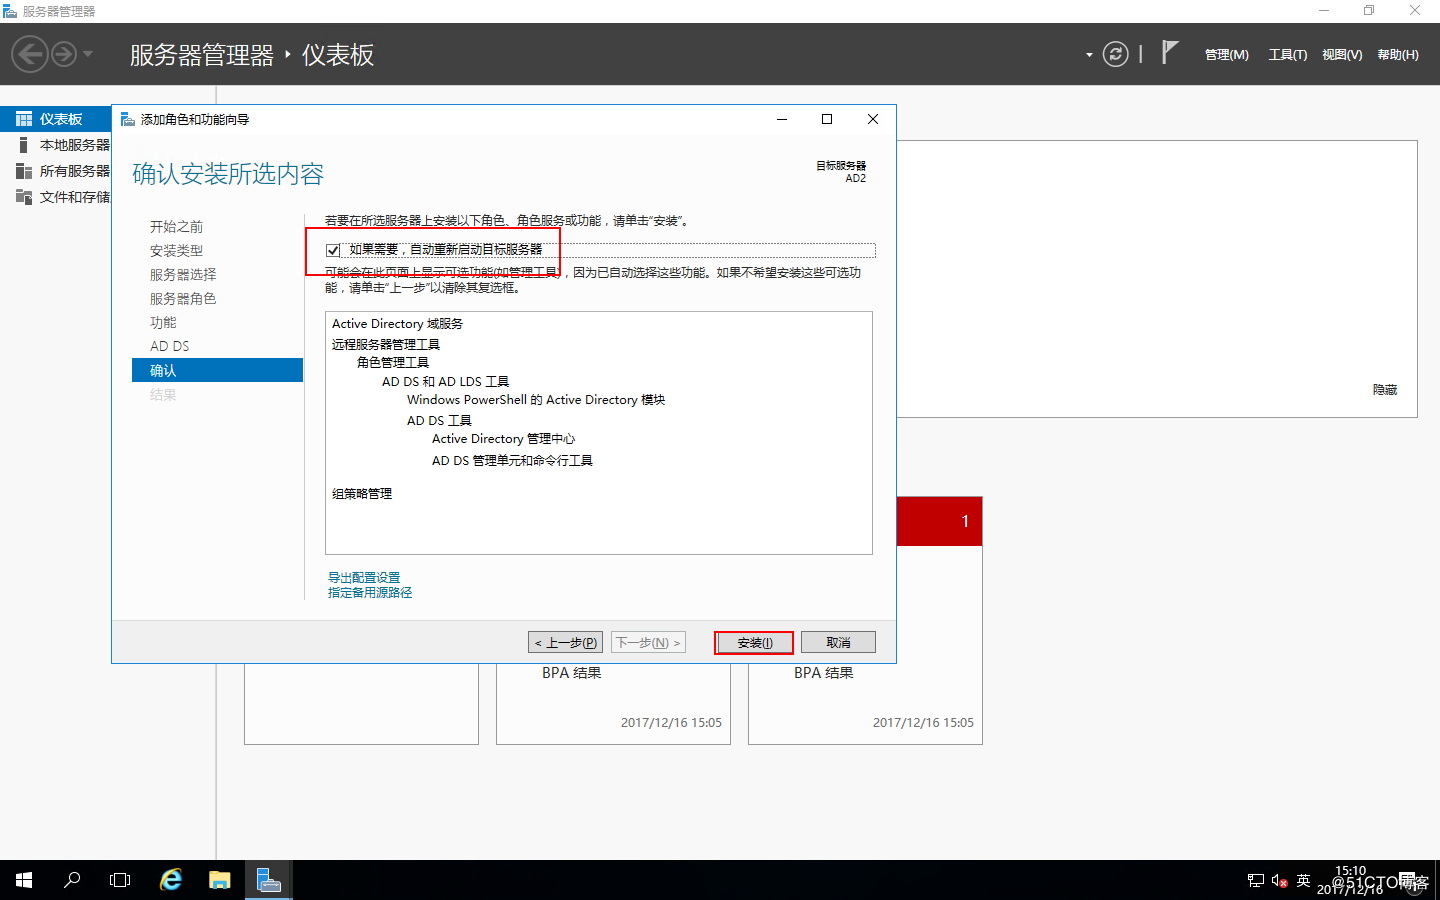 服务器管理器
服务器管理器 · 仪表板
管理(M) 工具(T) 视图(V) 帮助(H)
仪表板
本地服务器
所有服务器
文件和存储
添加角色和功能向导
确认安装所选内容
目标服务器
AD2
开始之前
安装类型
服务器选择
服务器角色
功能
AD DS
确认
结果
若要在所选服务器上安装以下角色、角色服务或功能，请单击“安装”。
如果需要，自动重新启动目标服务器
可能会在此页面上显示可选功能(如管理工具)，因为已自动选择这些功能。如果不希望安装这些可选功
能，请单击“上一步”以清除其复选框。
Active Directory 域服务
远程服务器管理工具
角色管理工具
AD DS 和 AD LDS 工具
Windows PowerShell 的 Active Directory 模块
AD DS 工具
Active Directory 管理中心
AD DS 管理单元和命令行工具
组策略管理
导出配置设置
指定备用源路径
< 上一步(P) 下一步(N) > 安装(I) 取消
隐藏
1
BPA 结果
2017/12/16 15:05
BPA 结果
2017/12/16 15:05
英
15:10
2017/12/16
@51CTO博客